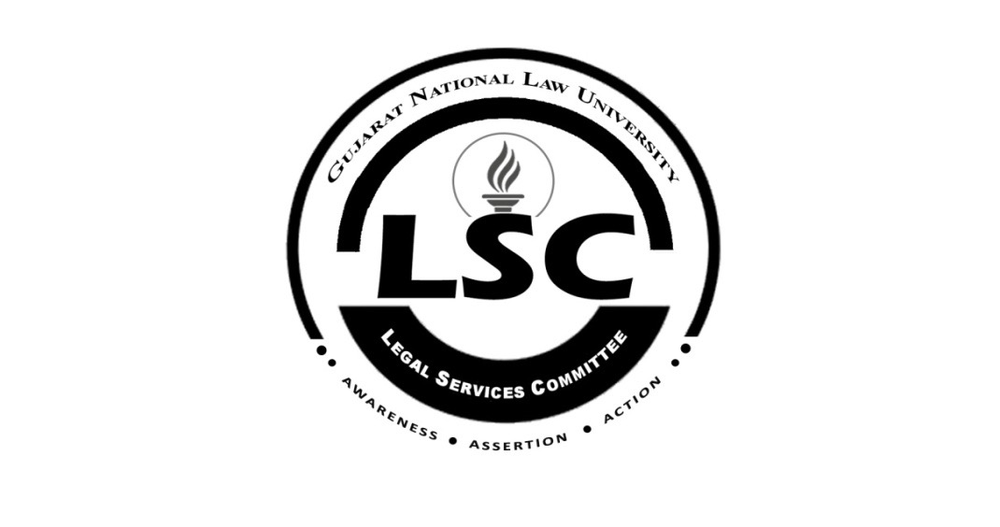 Gujarat National Law University
LSC
Legal Services Committee
AWARENESS • ASSERTION • ACTION